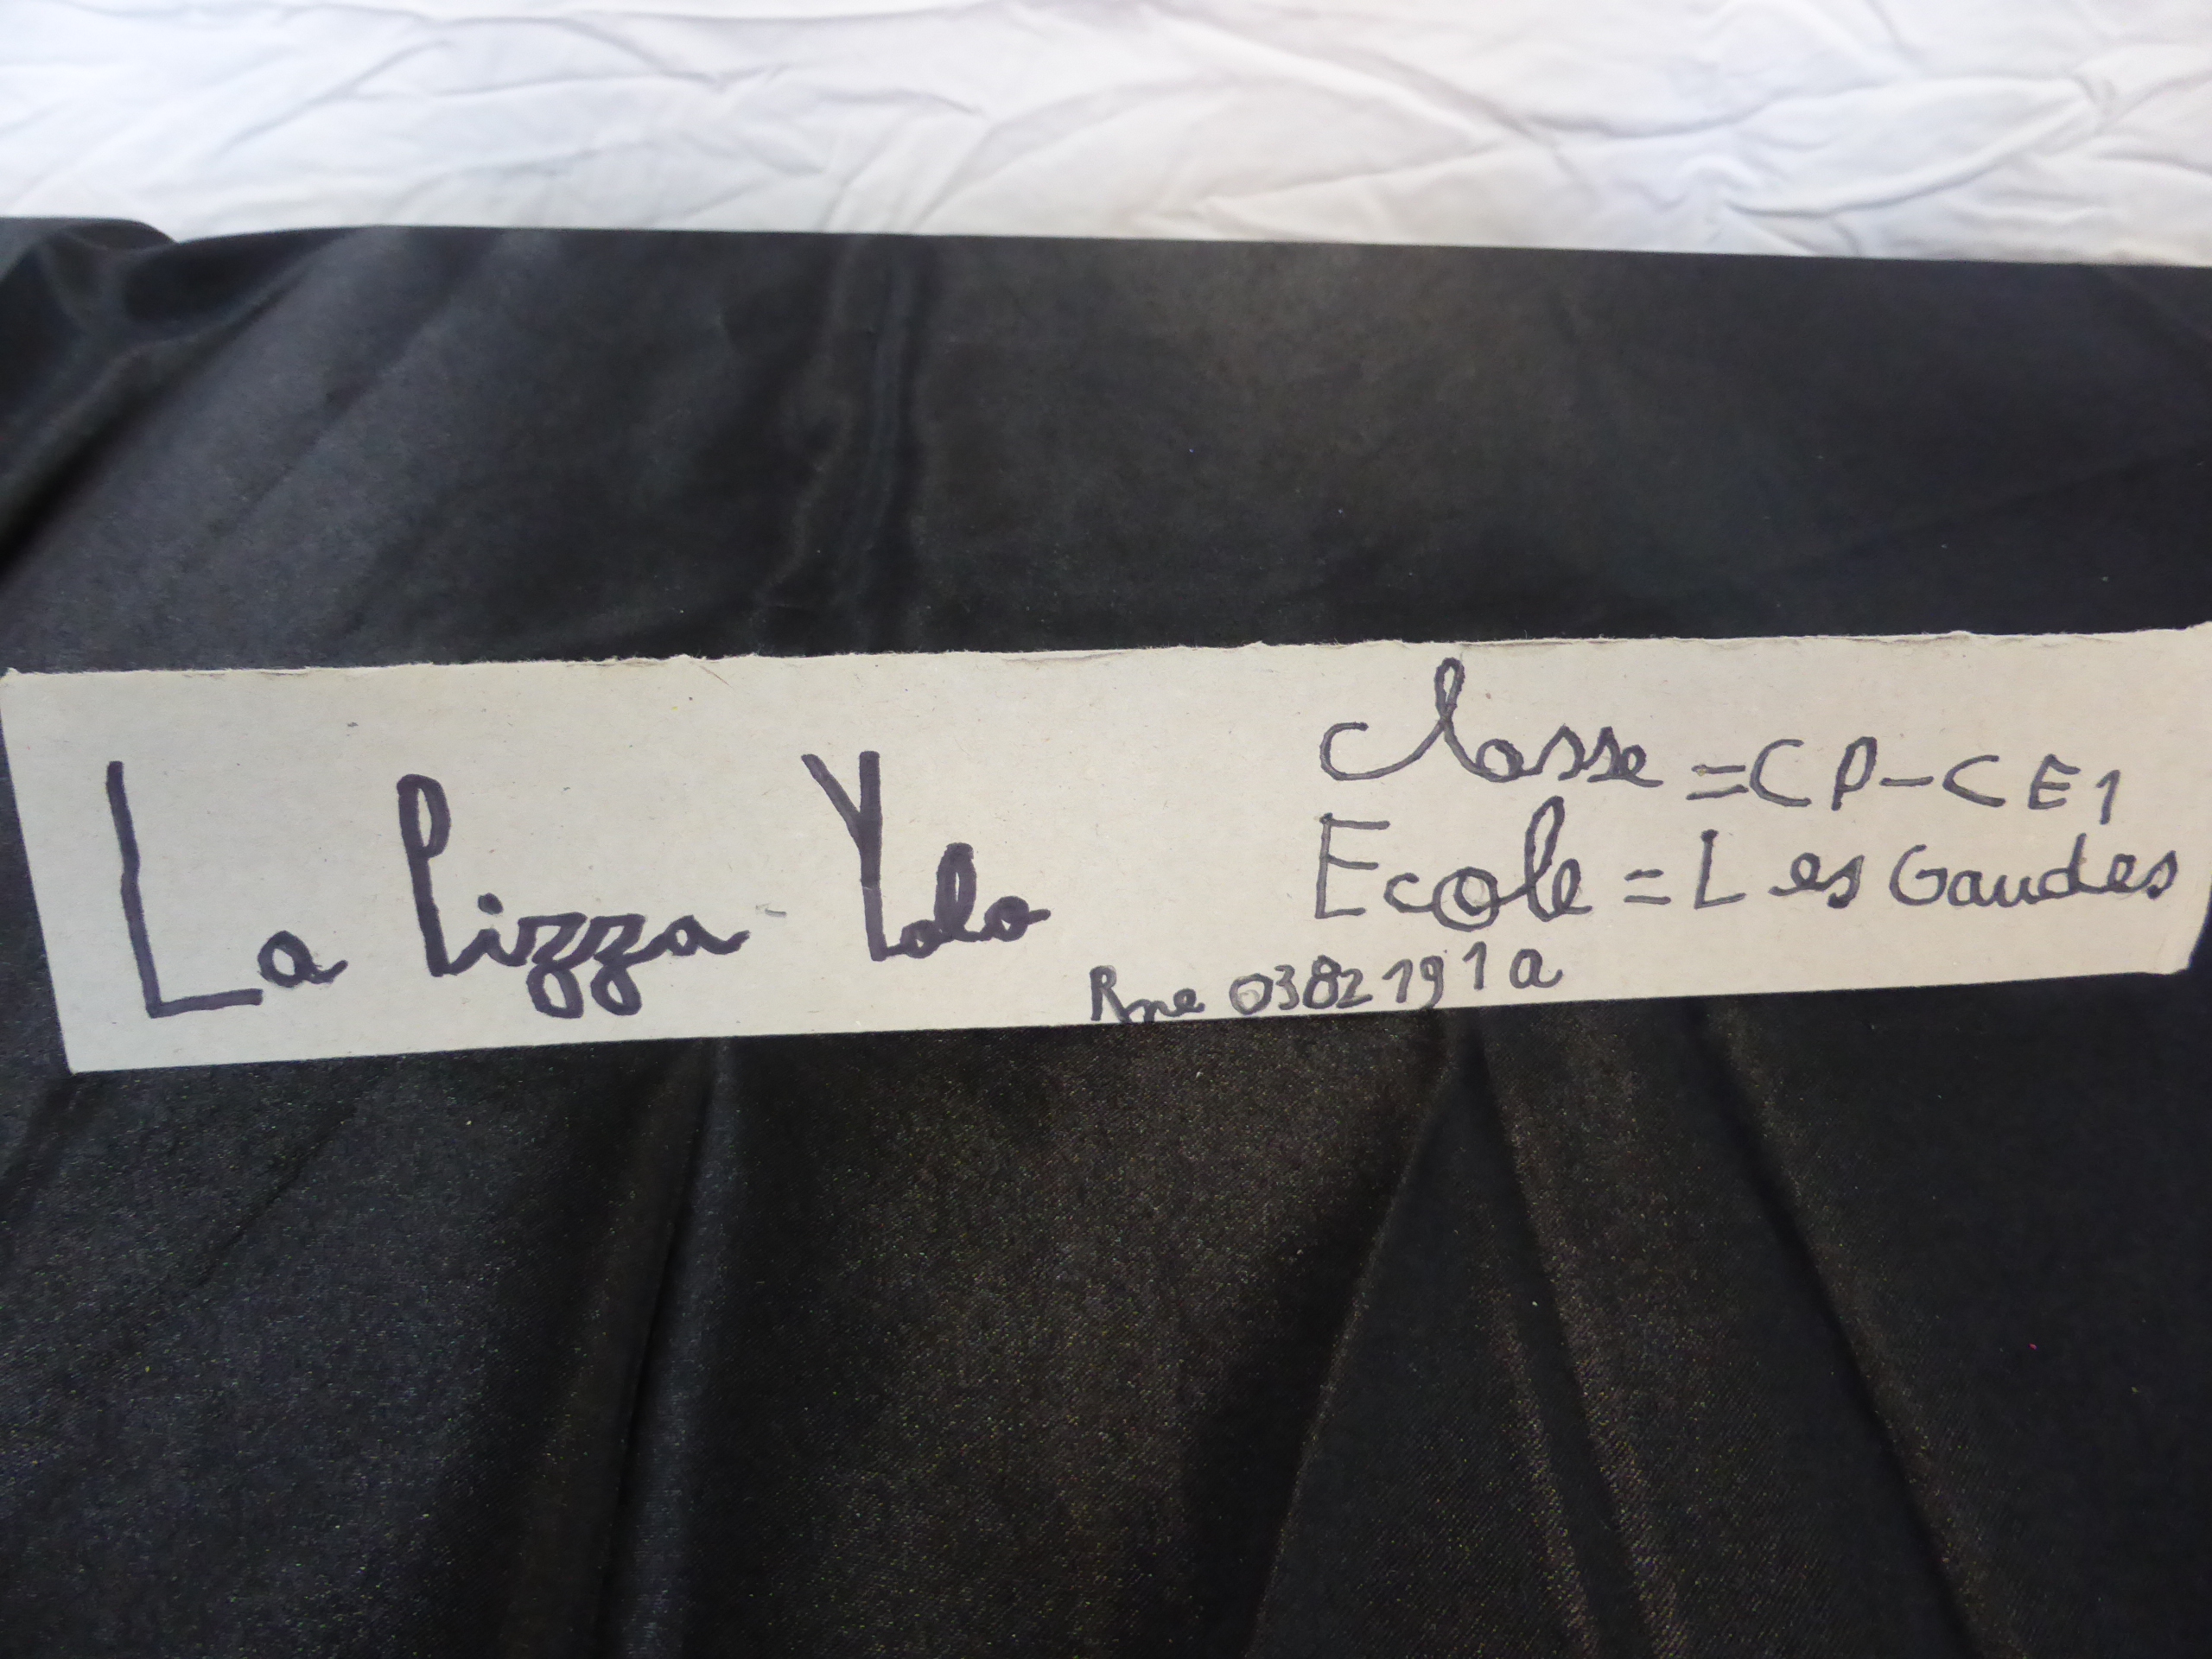 La Pizza Yolo
Classe = CP-CE1
Ecole = Les Gaudes
Rne 0382191a